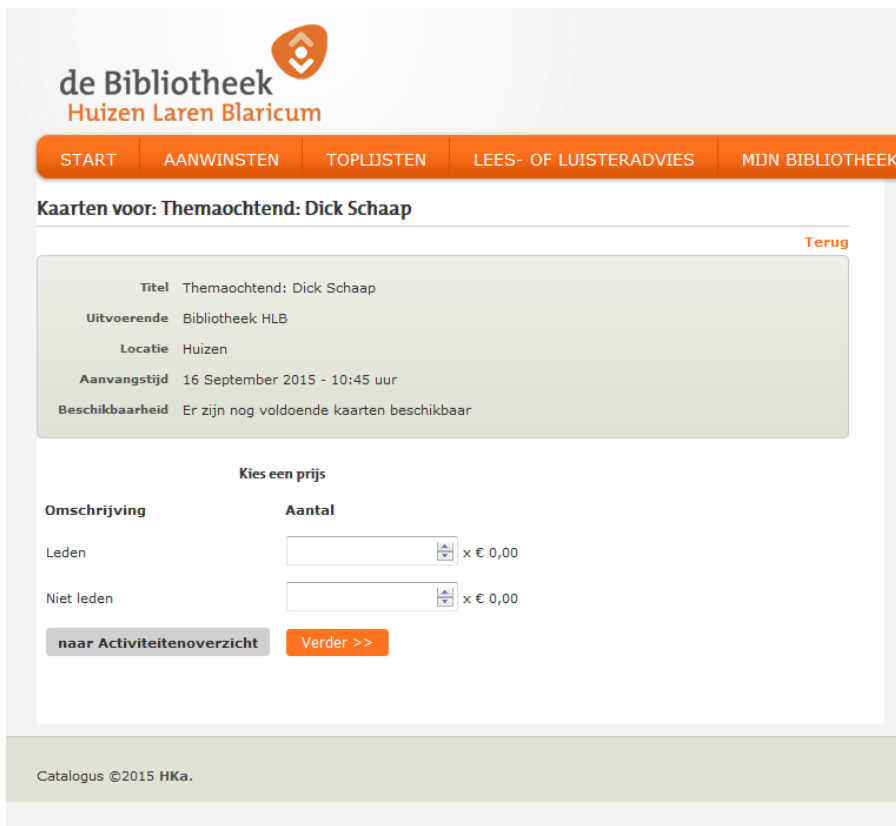 de Bibliotheek
Huizen Laren Blaricum
START AANWINSTEN TOPLIJSTEN LEES- OF LUISTERADVIES MIJN BIBLIOTHEEK
Kaarten voor: Themaochtend: Dick Schaap
Terug
Titel Themaochtend: Dick Schaap
Uitvoerende Bibliotheek HLB
Locatie Huizen
Aanvangstijd 16 September 2015 - 10:45 uur
Beschikbaarheid Er zijn nog voldoende kaarten beschikbaar
Kies een prijs
Omschrijving Aantal
Leden x € 0,00
Niet leden x € 0,00
naar Activiteitenoverzicht Verder >>
Catalogus ©2015 HKa.